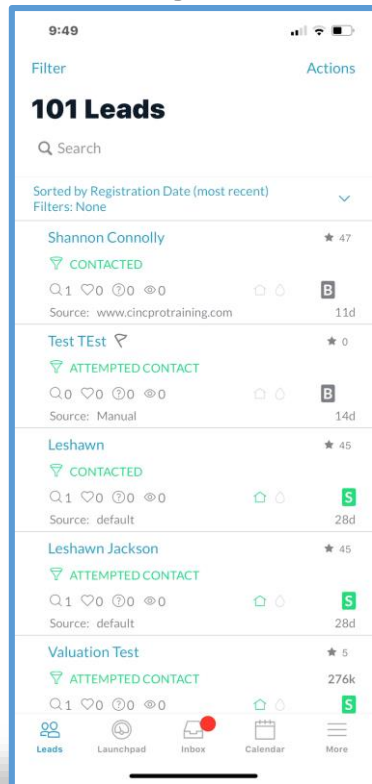 9:49
Filter Actions
101 Leads
Search
Sorted by Registration Date (most recent)
Filters: None
Shannon Connolly 47
CONTACTED
1 0 0 0 B
Source: www.cincprotraining.com 11d
Test TEst 0
ATTEMPTED CONTACT
0 0 0 0 B
Source: Manual 14d
Leshawn 45
CONTACTED
1 0 0 0 S
Source: default 28d
Leshawn Jackson 45
ATTEMPTED CONTACT
1 0 0 0 S
Source: default 28d
Valuation Test 5
ATTEMPTED CONTACT 276k
1 0 0 0 S
Leads Launchpad Inbox Calendar More